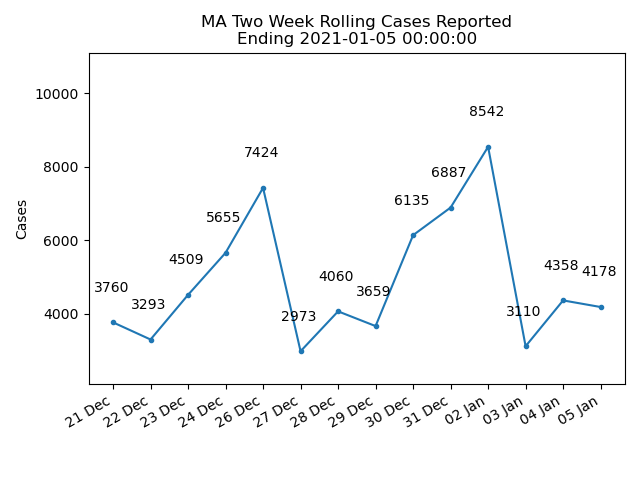 MA Two Week Rolling Cases Reported
Ending 2021-01-05 00:00:00
10000
8000
6000
4000
Cases
3760
3293
4509
5655
7424
2973
4060
3659
6135
6887
8542
3110
4358
4178
21 Dec
22 Dec
23 Dec
24 Dec
26 Dec
27 Dec
28 Dec
29 Dec
30 Dec
31 Dec
02 Jan
03 Jan
04 Jan
05 Jan